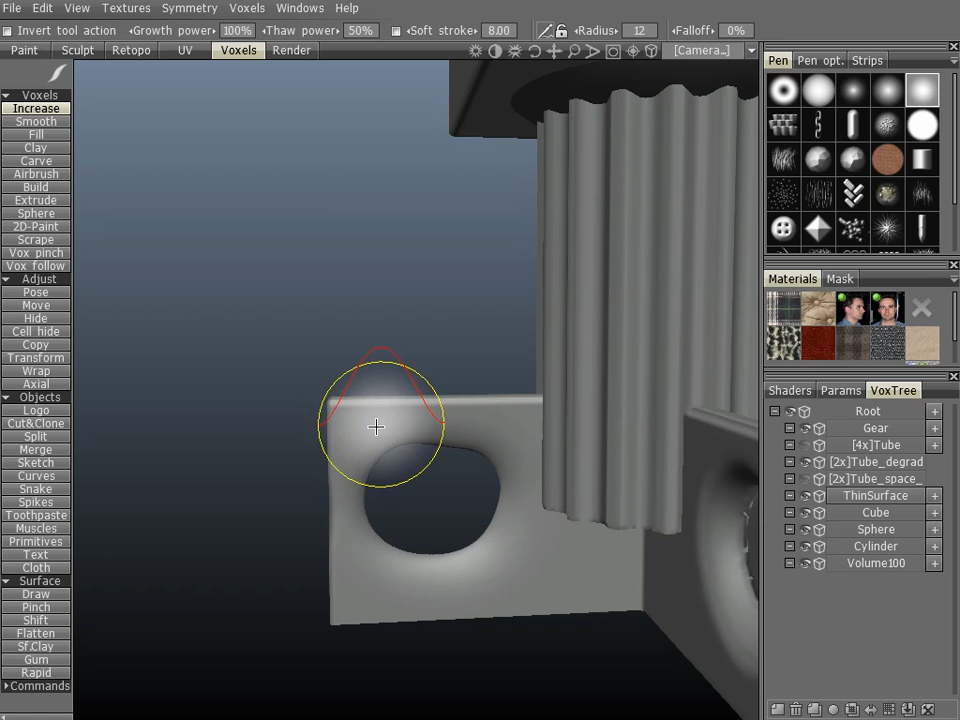 File Edit View Textures Symmetry Voxels Windows Help
Invert tool action Growth power 100% Thaw power 50% Soft stroke 8.00 Radius 12 Falloff 0%
Paint Sculpt Retopo UV Voxels Render [Camera...]
Voxels
Increase
Smooth
Fill
Clay
Carve
Airbrush
Build
Extrude
Sphere
2D-Paint
Scrape
Vox pinch
Vox follow
Adjust
Pose
Move
Hide
Cell hide
Copy
Transform
Wrap
Axial
Objects
Logo
Cut&Clone
Split
Merge
Sketch
Curves
Snake
Spikes
Toothpaste
Muscles
Primitives
Text
Cloth
Surface
Draw
Pinch
Shift
Flatten
Sf.Clay
Gum
Rapid
Commands
Pen Pen opt. Strips
Materials Mask
Shaders Params VoxTree
Root +
Gear +
[4x]Tube +
[2x]Tube_degrad
[2x]Tube_space_
ThinSurface +
Cube +
Sphere +
Cylinder +
Volume100 +